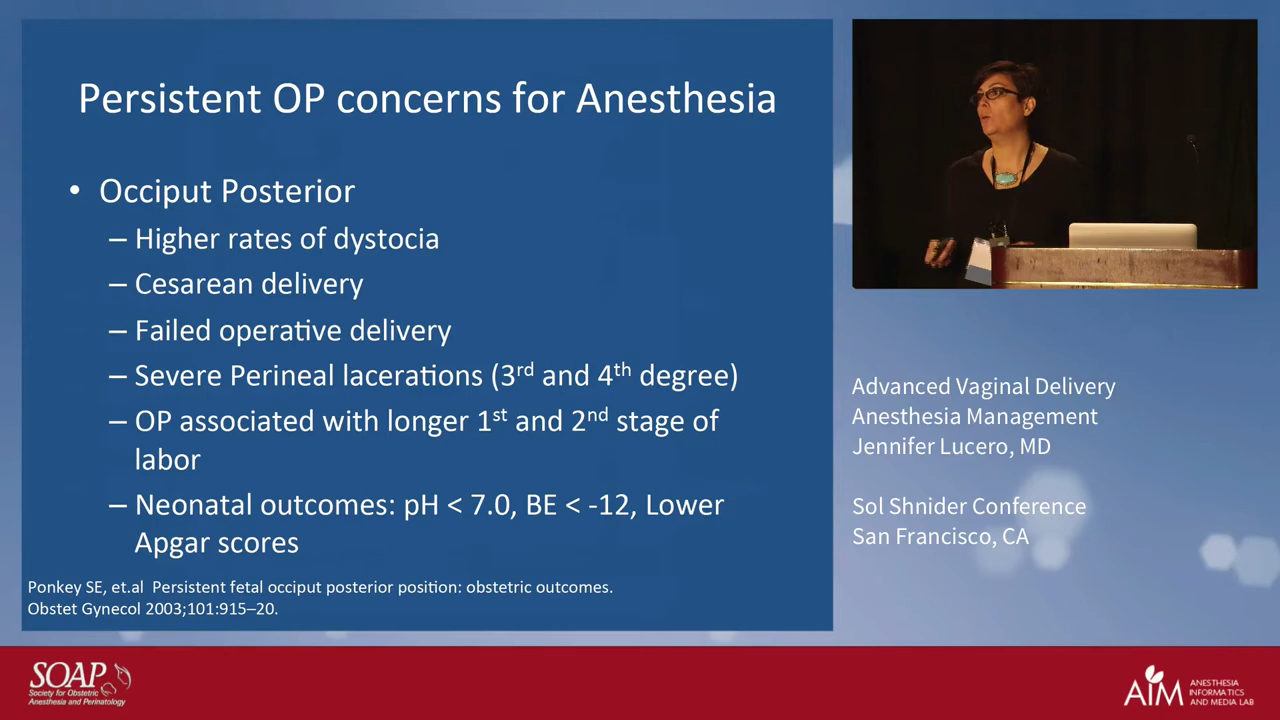 Persistent OP concerns for Anesthesia
• Occiput Posterior
– Higher rates of dystocia
– Cesarean delivery
– Failed operative delivery
– Severe Perineal lacerations (3rd and 4th degree)
– OP associated with longer 1st and 2nd stage of
labor
– Neonatal outcomes: pH < 7.0, BE < -12, Lower
Apgar scores
Ponkey SE, et.al Persistent fetal occiput posterior position: obstetric outcomes.
Obstet Gynecol 2003;101:915–20.
Advanced Vaginal Delivery
Anesthesia Management
Jennifer Lucero, MD
Sol Shnider Conference
San Francisco, CA
SOAP
Society for Obstetric
Anesthesia and Perinatology
AIM
ANESTHESIA
INFORMATICS
AND MEDIA LAB